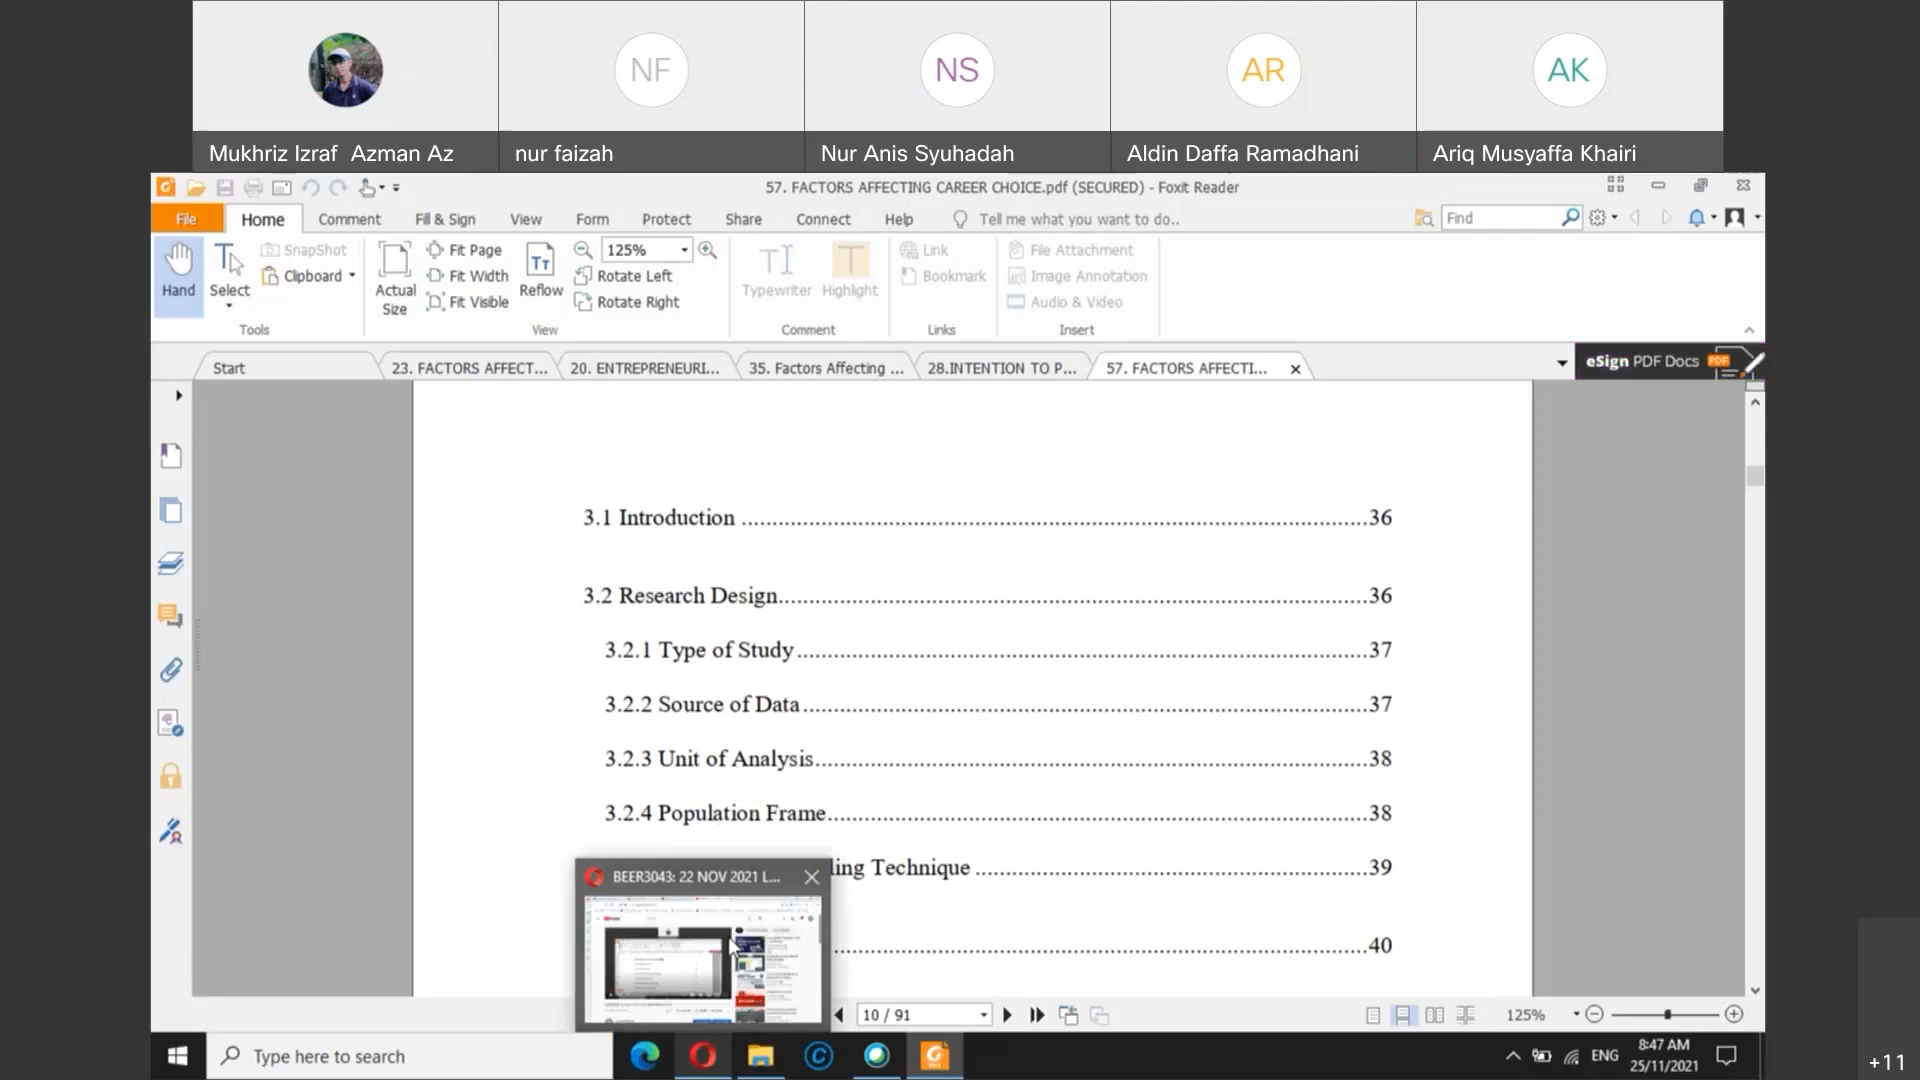 NF
NS
AR
AK
Mukhriz Izraf Azman Az
nur faizah
Nur Anis Syuhadah
Aldin Daffa Ramadhani
Ariq Musyaffa Khairi
57. FACTORS AFFECTING CAREER CHOICE.pdf (SECURED) - Foxit Reader
File Home Comment Fill & Sign View Form Protect Share Connect Help Tell me what you want to do.. Find
Hand
Select
SnapShot
Clipboard
Tools
Actual
Size
Fit Page
Fit Width
Fit Visible
Reflow
125%
Rotate Left
Rotate Right
View
Typewriter
Highlight
Comment
Link
Bookmark
Links
File Attachment
Image Annotation
Audio & Video
Insert
Start
23. FACTORS AFFECT...
20. ENTREPRENEURI...
35. Factors Affecting ...
28.INTENTION TO P...
57. FACTORS AFFECTI...
eSign PDF Docs
PDF
3.1 Introduction ........................................36
3.2 Research Design........................................36
3.2.1 Type of Study........................................37
3.2.2 Source of Data........................................37
3.2.3 Unit of Analysis........................................38
3.2.4 Population Frame........................................38
ling Technique ........................................39
........................................40
BEER3043: 22 NOV 2021 L...
10 / 91
125%
Type here to search
ENG
8:47 AM
25/11/2021
+11